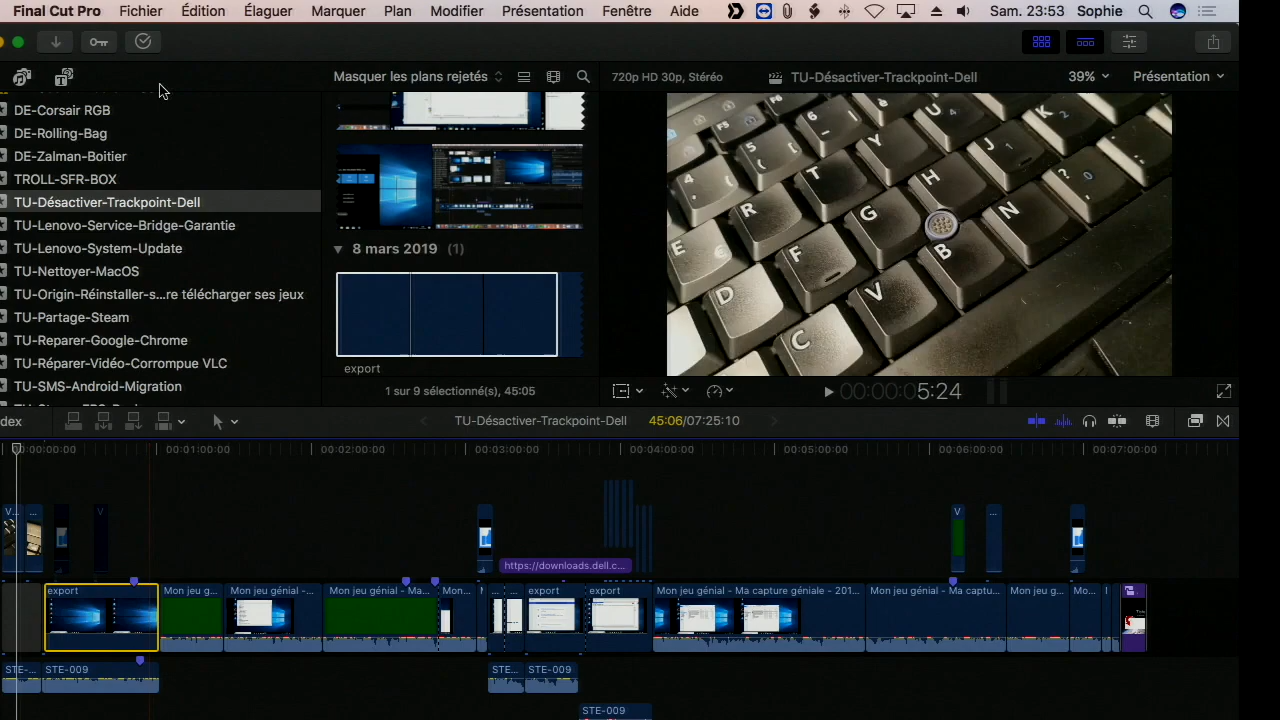 Final Cut Pro Fichier Édition Élaguer Marquer Plan Modifier Présentation Fenêtre Aide Sam. 23:53 Sophie
Masquer les plans rejetés 720p HD 30p, Stéréo TU-Désactiver-Trackpoint-Dell 39% Présentation
DE-Corsair RGB
DE-Rolling-Bag
DE-Zalman-Boitier
TROLL-SFR-BOX
TU-Désactiver-Trackpoint-Dell
TU-Lenovo-Service-Bridge-Garantie
TU-Lenovo-System-Update
TU-Nettoyer-MacOS
TU-Origin-Réinstaller-s...re télécharger ses jeux
TU-Partage-Steam
TU-Reparer-Google-Chrome
TU-Réparer-Vidéo-Corrompue VLC
TU-SMS-Android-Migration
8 mars 2019 (1)
export
1 sur 9 sélectionné(s), 45:05
F5 6 U 4 K
5 ( Y J 1
4 T H ? 0
R G N
E F B
D V
C
00:00:05:24
dex TU-Désactiver-Trackpoint-Dell 45:06/07:25:10
00:00:00:00 00:01:00:00 00:02:00:00 00:03:00:00 00:04:00:00 00:05:00:00 00:06:00:00 00:07:00:00
V... ... V V ...
https://downloads.dell.c...
export Mon jeu g... Mon jeu génial -... Mon jeu génial - Ma... Mon... ... ... export export Mon jeu génial - Ma capture géniale - 201... Mon jeu génial - Ma captu... Mon jeu g... Mo...
STE-... STE-009 STE... STE-009
STE-009